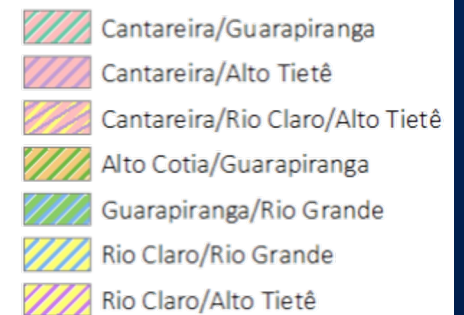 Cantareira/Guarapiranga
Cantareira/Alto Tietê
Cantareira/Rio Claro/Alto Tietê
Alto Cotia/Guarapiranga
Guarapiranga/Rio Grande
Rio Claro/Rio Grande
Rio Claro/Alto Tietê